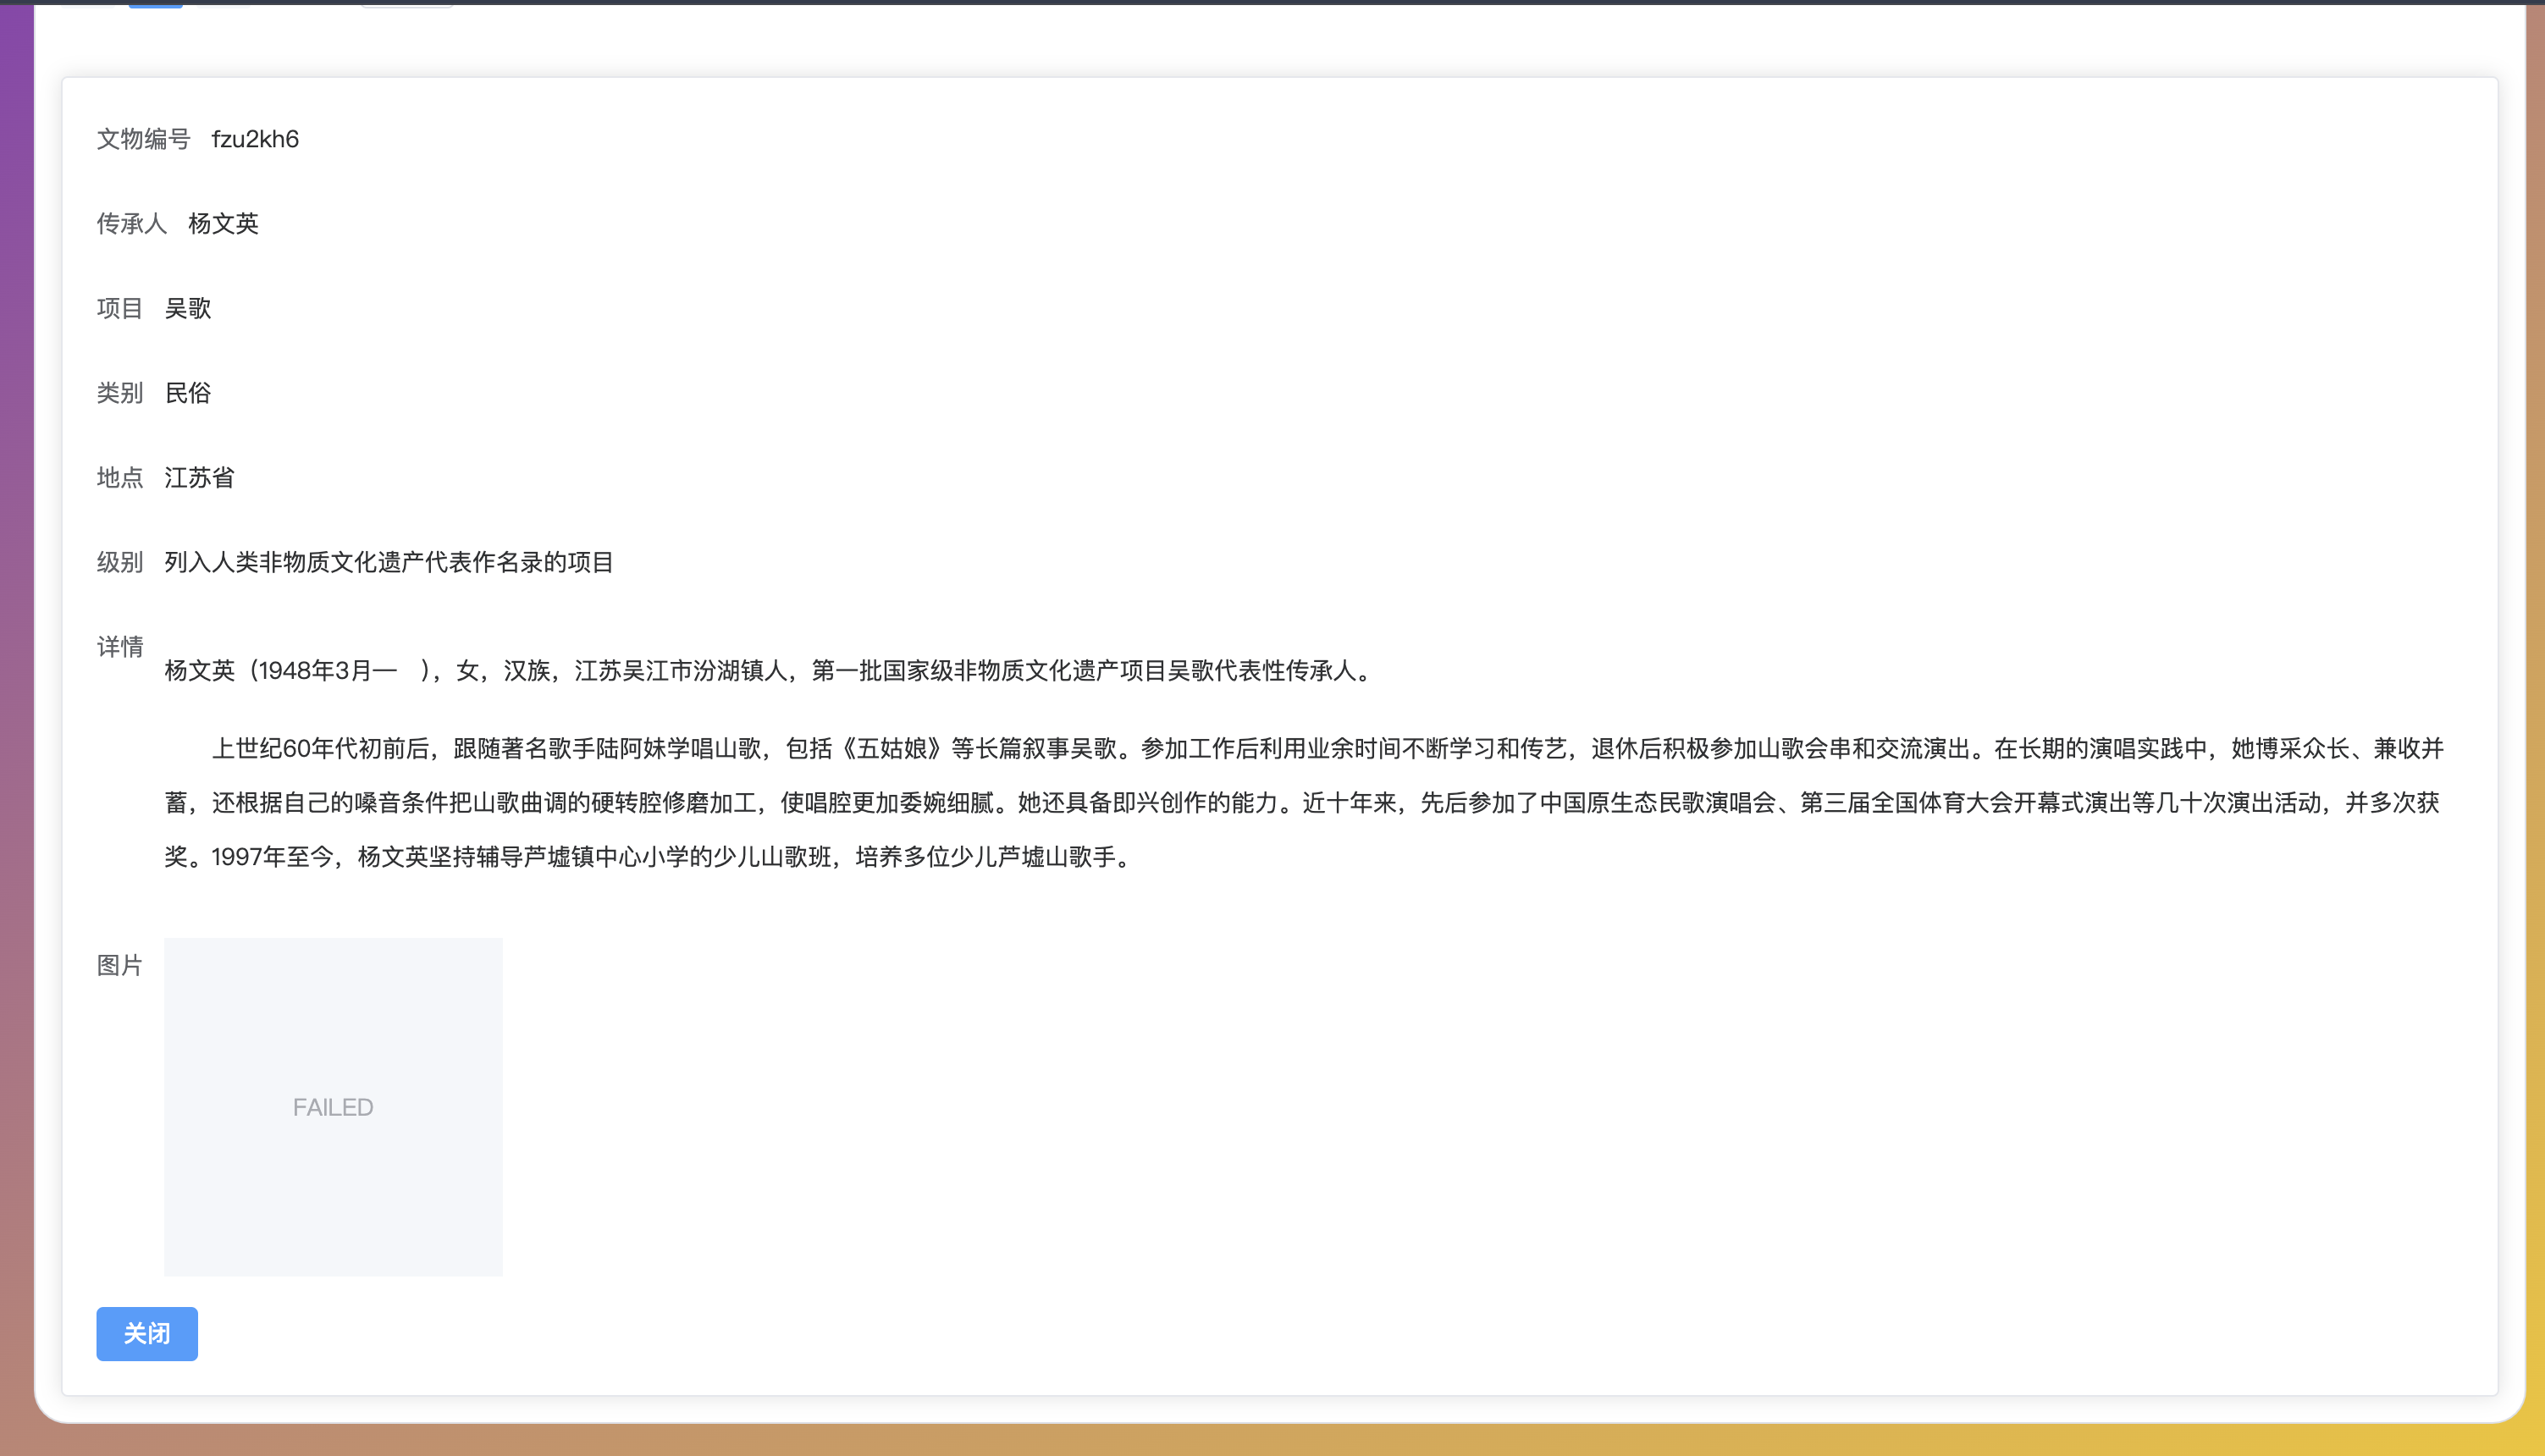 文物编号 fzu2kh6
传承人 杨文英
项目 吴歌
类别 民俗
地点 江苏省
级别 列入人类非物质文化遗产代表作名录的项目
详情
杨文英（1948年3月—　），女，汉族，江苏吴江市汾湖镇人，第一批国家级非物质文化遗产项目吴歌代表性传承人。
上世纪60年代初前后，跟随著名歌手陆阿妹学唱山歌，包括《五姑娘》等长篇叙事吴歌。参加工作后利用业余时间不断学习和传艺，退休后积极参加山歌会串和交流演出。在长期的演唱实践中，她博采众长、兼收并
蓄，还根据自己的嗓音条件把山歌曲调的硬转腔修磨加工，使唱腔更加委婉细腻。她还具备即兴创作的能力。近十年来，先后参加了中国原生态民歌演唱会、第三届全国体育大会开幕式演出等几十次演出活动，并多次获
奖。1997年至今，杨文英坚持辅导芦墟镇中心小学的少儿山歌班，培养多位少儿芦墟山歌手。
图片
FAILED
关闭